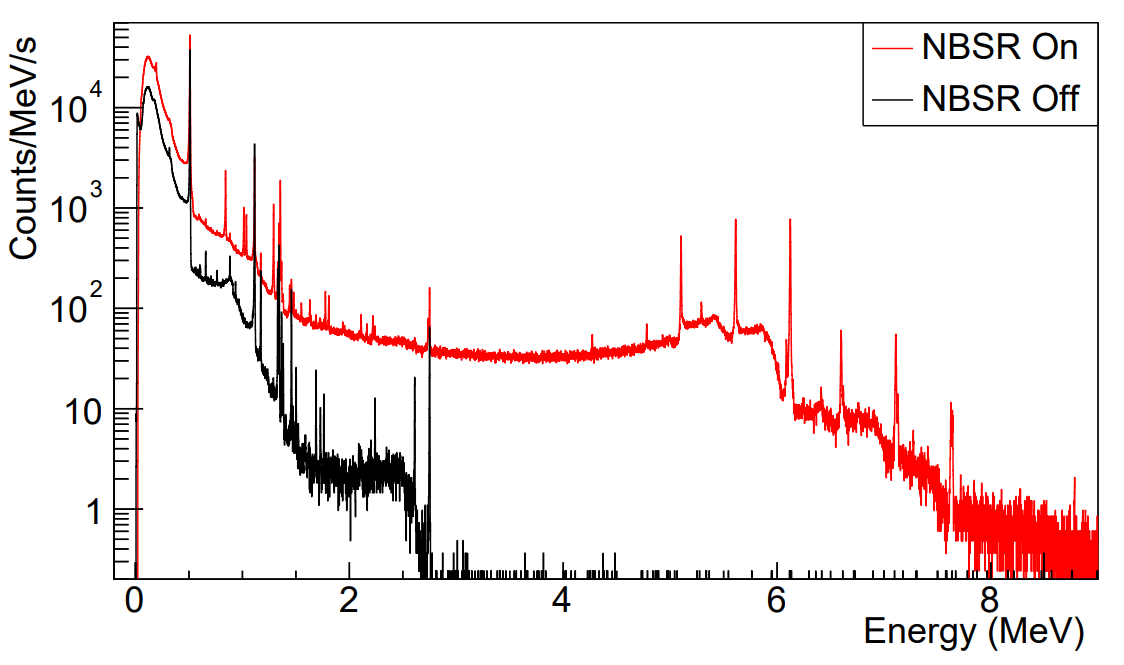 Counts/MeV/s
NBSR On
NBSR Off
10^4
10^3
10^2
10
1
0 2 4 6 8
Energy (MeV)